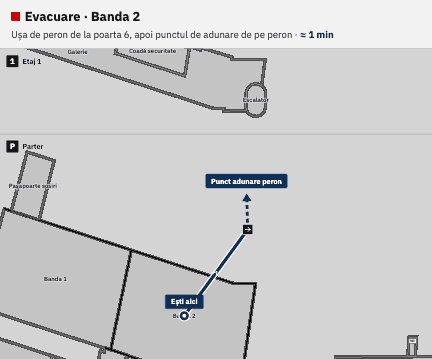 Evacuare · Banda 2
Ușa de peron de la poarta 6, apoi punctul de adunare de pe peron · ≈ 1 min
Coadă securitate
Galerie
1 Etaj 1
Escalator
P Parter
Punct adunare peron
Pașapoarte sosiri
Banda 1
Ești aici
2